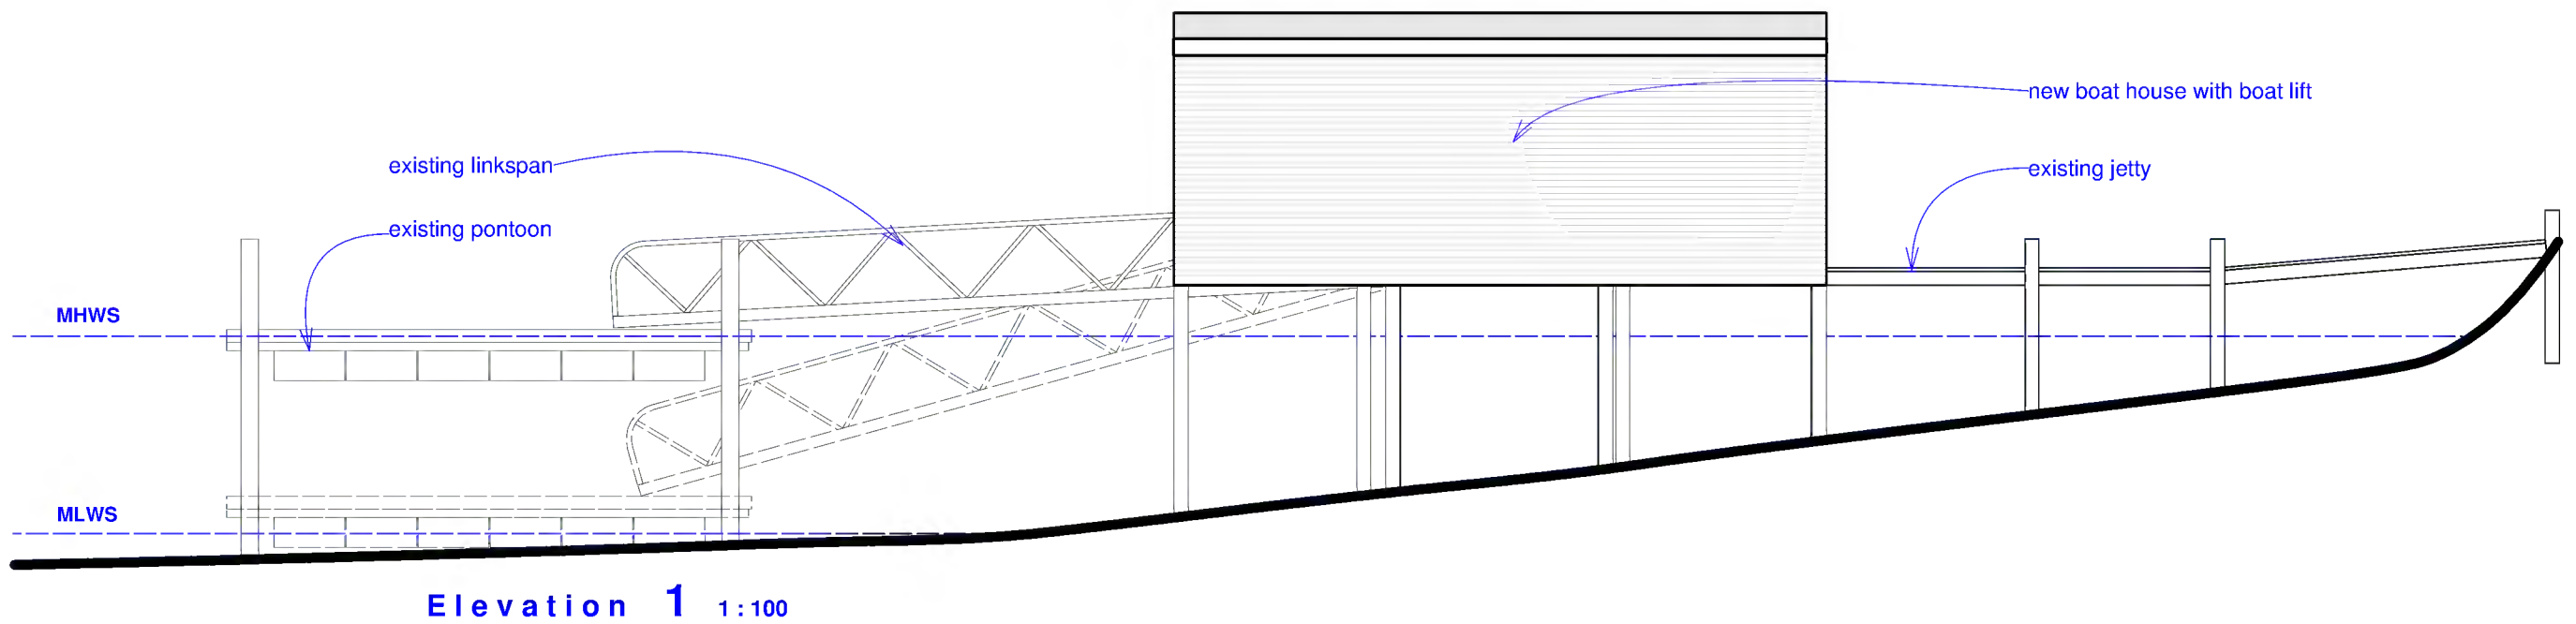 new boat house with boat lift
existing linkspan
existing jetty
existing pontoon
MHWS
MLWS
Elevation 1 1:100